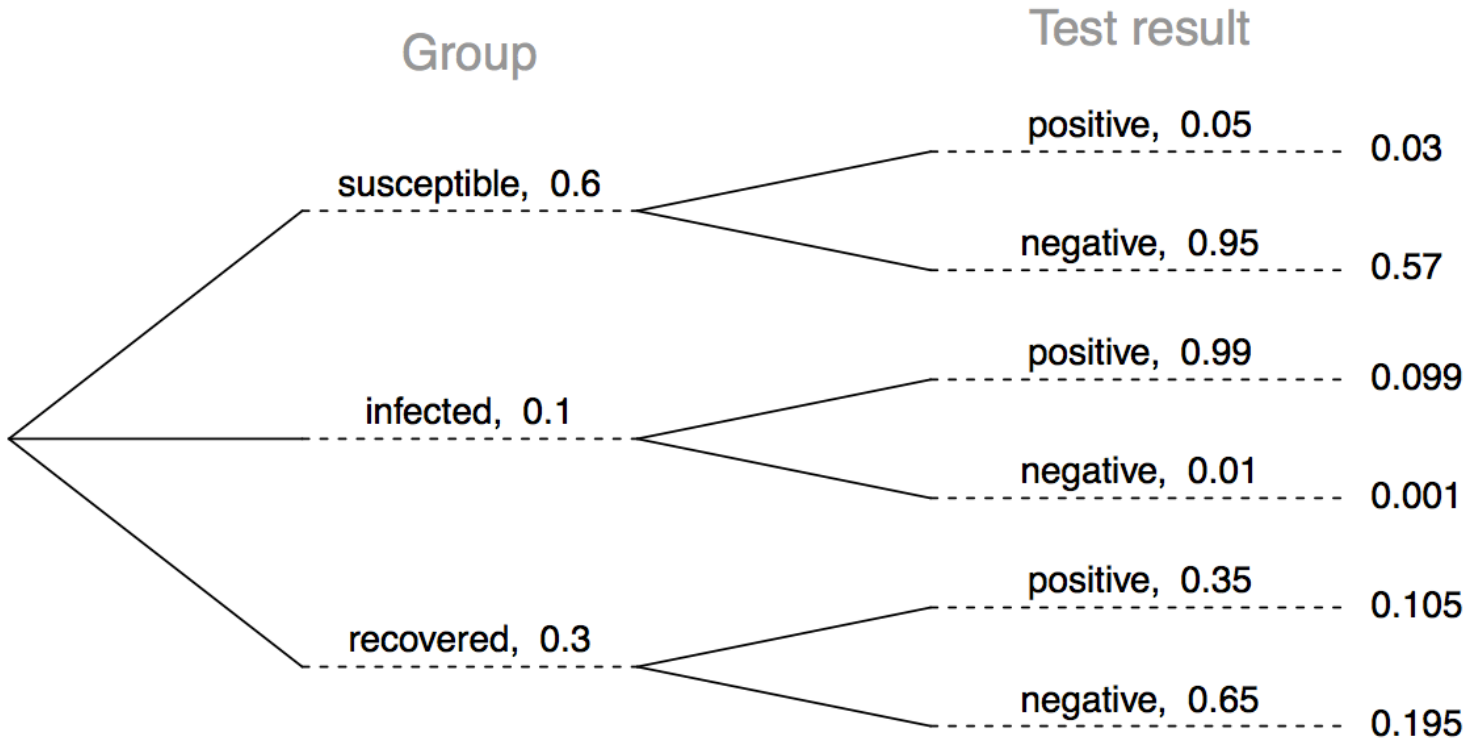 Group
Test result
susceptible, 0.6
positive, 0.05
0.03
negative, 0.95
0.57
infected, 0.1
positive, 0.99
0.099
negative, 0.01
0.001
recovered, 0.3
positive, 0.35
0.105
negative, 0.65
0.195